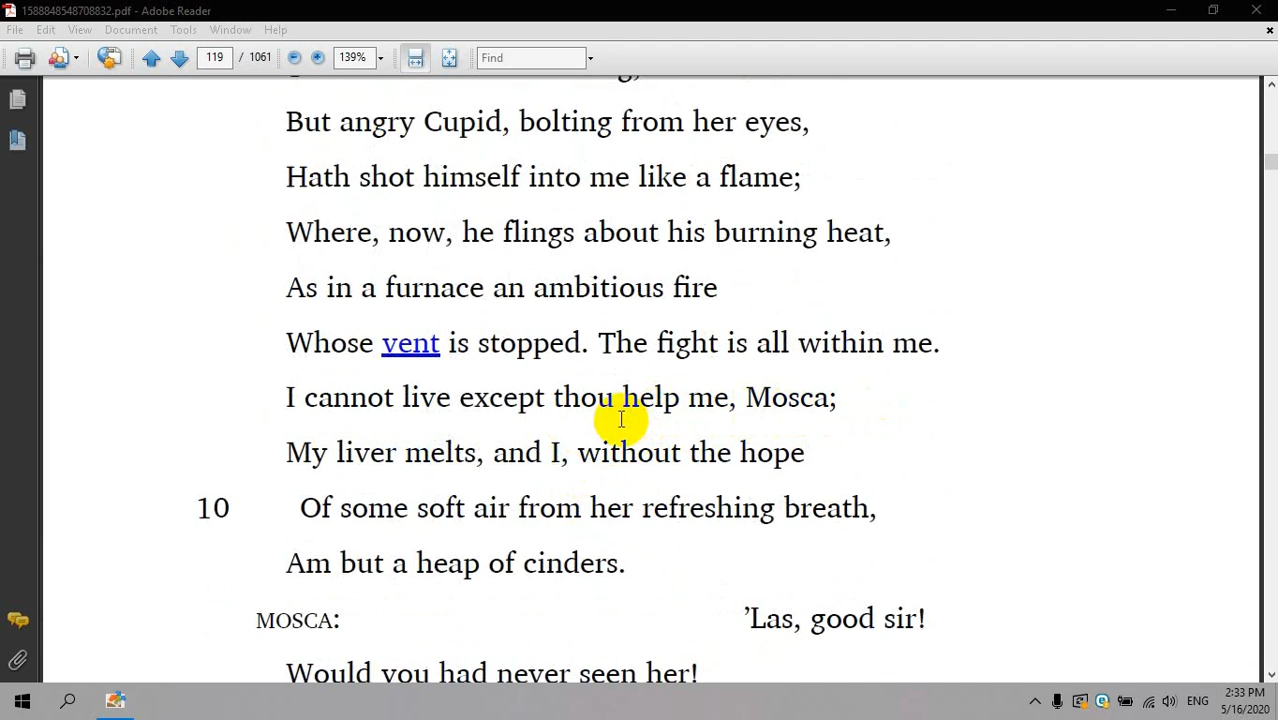 1588848548708832.pdf - Adobe Reader
File Edit View Document Tools Window Help
119 / 1061 139% Find
But angry Cupid, bolting from her eyes,
Hath shot himself into me like a flame;
Where, now, he flings about his burning heat,
As in a furnace an ambitious fire
Whose vent is stopped. The fight is all within me.
I cannot live except thou help me, Mosca;
My liver melts, and I, without the hope
10 Of some soft air from her refreshing breath,
Am but a heap of cinders.
MOSCA: ’Las, good sir!
Would you had never seen her!
ENG 2:33 PM
5/16/2020